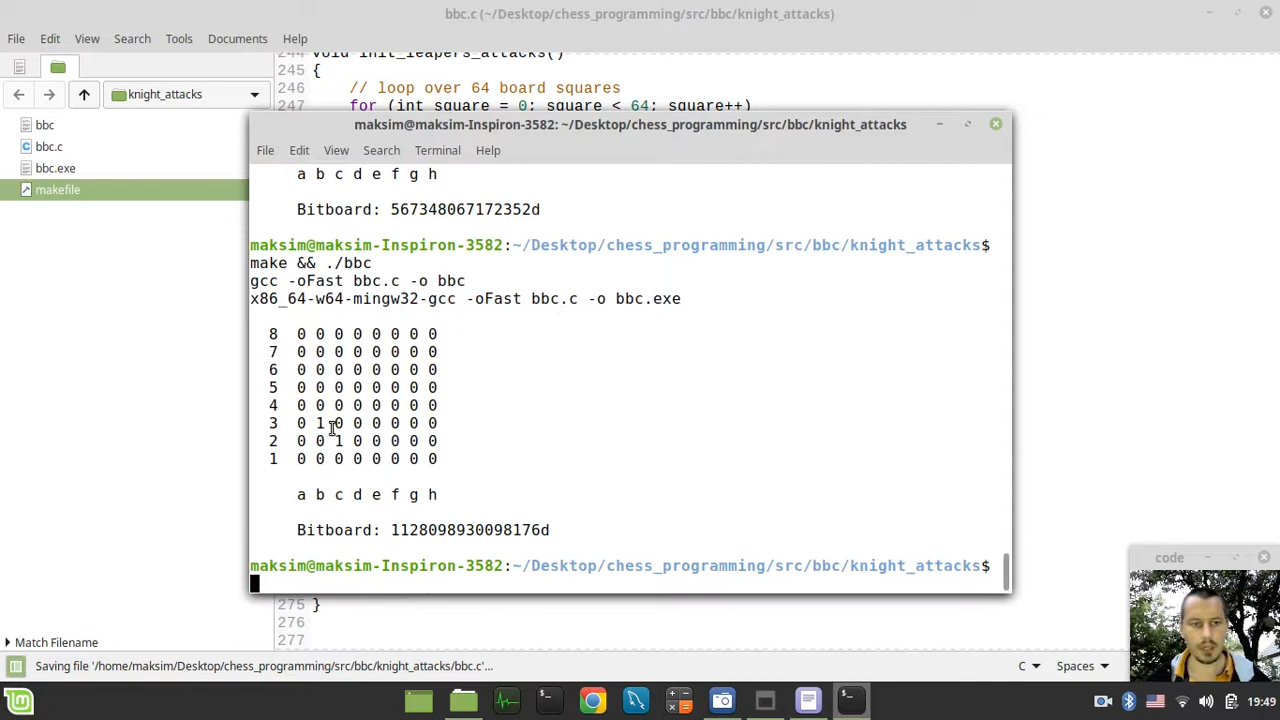 bbc.c (~/Desktop/chess_programming/src/bbc/knight_attacks)
File Edit View Search Tools Documents Help
knight_attacks
bbc
bbc.c
bbc.exe
makefile
Match Filename
244 void init_leapers_attacks()
245 {
246 // loop over 64 board squares
247 for (int square = 0; square < 64; square++)
maksim@maksim-Inspiron-3582: ~/Desktop/chess_programming/src/bbc/knight_attacks
File Edit View Search Terminal Help
a b c d e f g h
Bitboard: 567348067172352d
maksim@maksim-Inspiron-3582:~/Desktop/chess_programming/src/bbc/knight_attacks$
make && ./bbc
gcc -oFast bbc.c -o bbc
x86_64-w64-mingw32-gcc -oFast bbc.c -o bbc.exe
8 0 0 0 0 0 0 0 0
7 0 0 0 0 0 0 0 0
6 0 0 0 0 0 0 0 0
5 0 0 0 0 0 0 0 0
4 0 0 0 0 0 0 0 0
3 0 1 0 0 0 0 0 0
2 0 0 1 0 0 0 0 0
1 0 0 0 0 0 0 0 0
a b c d e f g h
Bitboard: 1128098930098176d
maksim@maksim-Inspiron-3582:~/Desktop/chess_programming/src/bbc/knight_attacks$
275 }
276
277
code
Saving file '/home/maksim/Desktop/chess_programming/src/bbc/knight_attacks/bbc.c'...
C Spaces
19:49